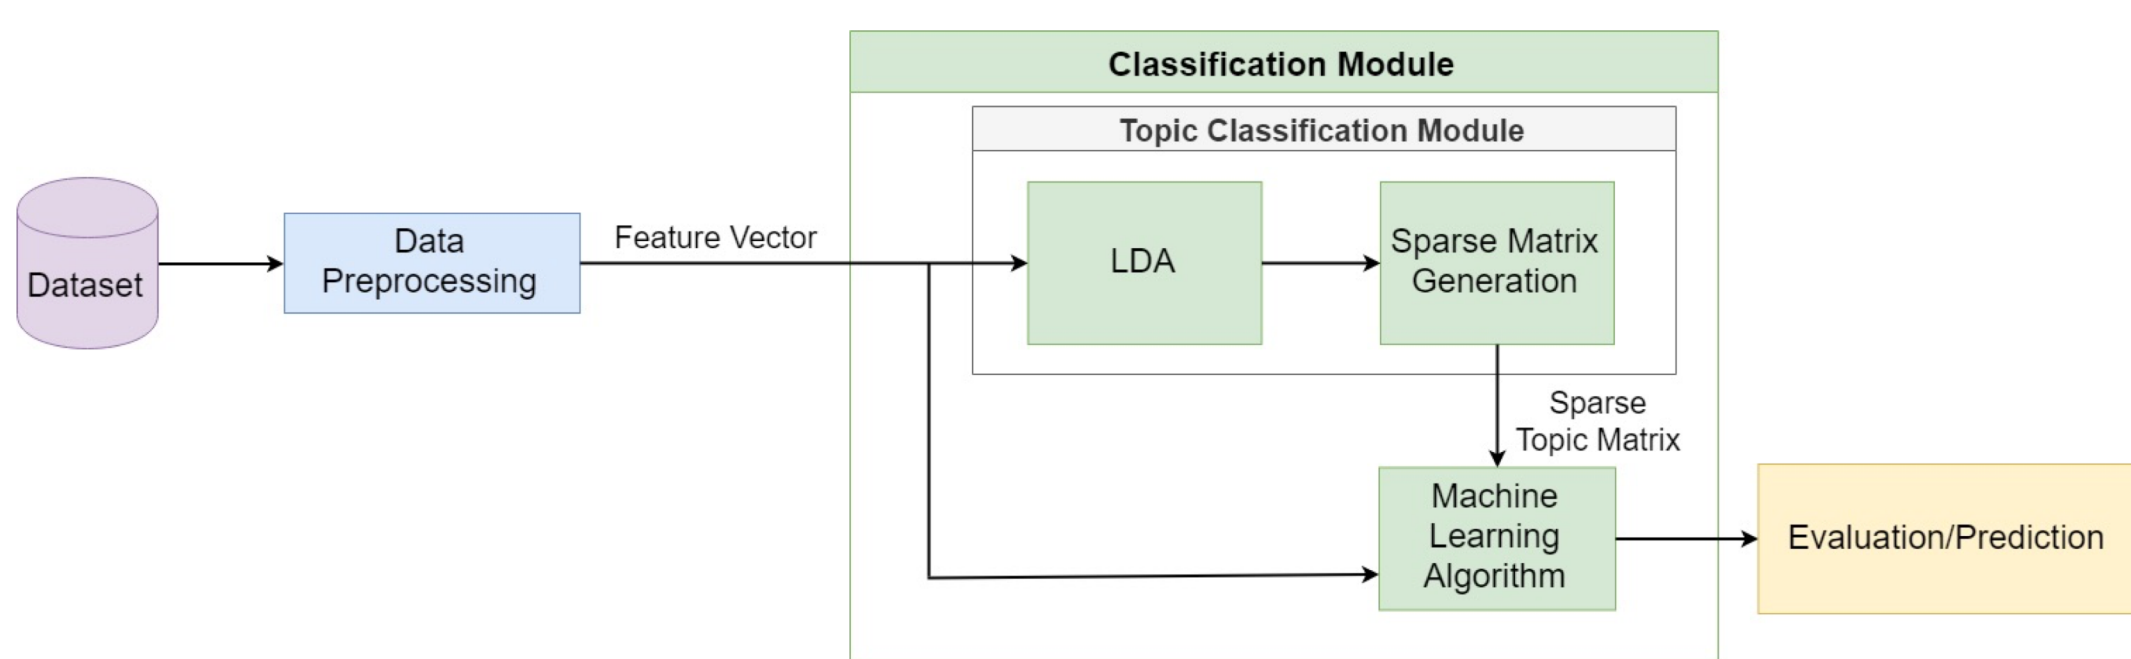 Classification Module
Topic Classification Module
Dataset
Data
Preprocessing
Feature Vector
LDA
Sparse Matrix
Generation
Sparse
Topic Matrix
Machine
Learning
Algorithm
Evaluation/Prediction